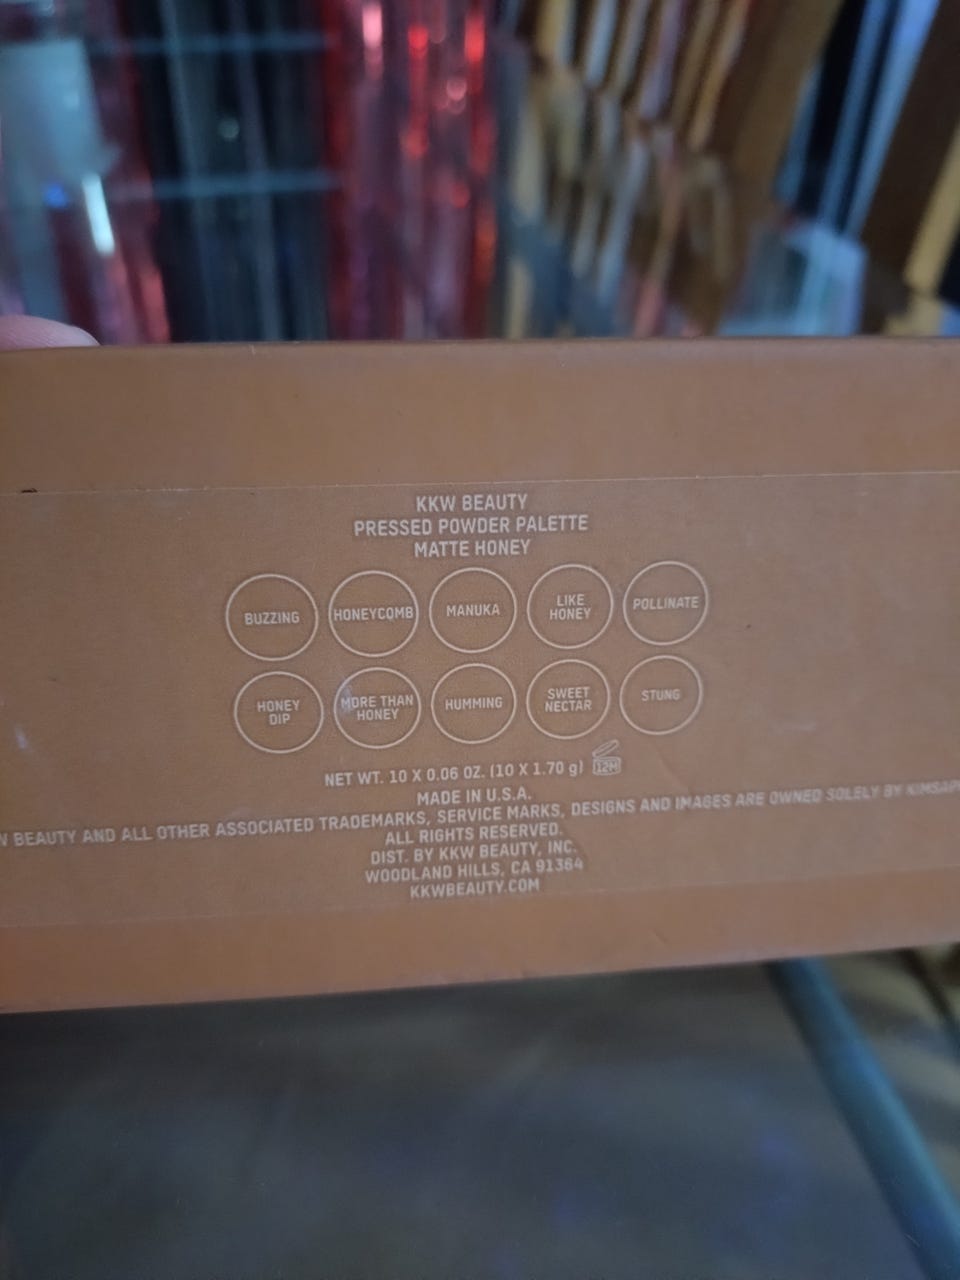 KKW BEAUTY
PRESSED POWDER PALETTE
MATTE HONEY
BUZZING
HONEYCOMB
MANUKA
LIKE
HONEY
POLLINATE
HONEY
DIP
MORE THAN
HONEY
HUMMING
SWEET
NECTAR
STUNG
NET WT. 10 X 0.06 OZ. (10 X 1.70 g) 12M
MADE IN U.S.A.
BEAUTY AND ALL OTHER ASSOCIATED TRADEMARKS, SERVICE MARKS, DESIGNS AND IMAGES ARE OWNED SOLELY BY
ALL RIGHTS RESERVED.
DIST. BY KKW BEAUTY, INC.
WOODLAND HILLS, CA 91364
KKWBEAUTY.COM